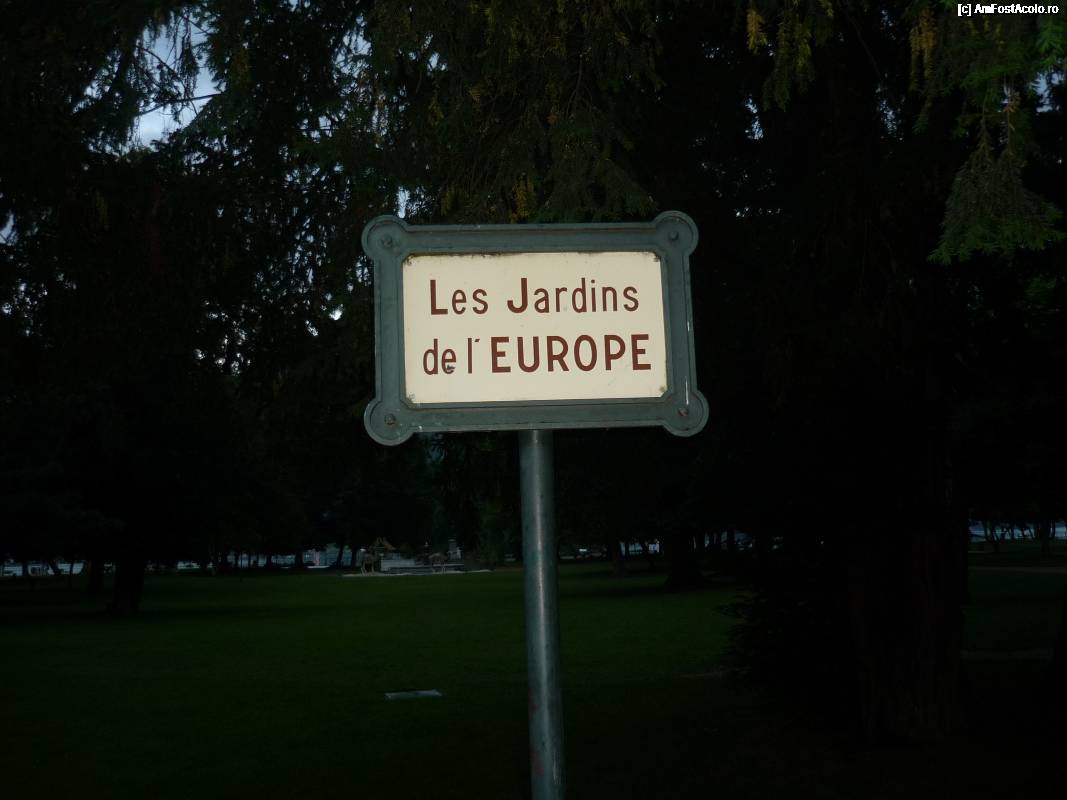 [c] AmFostAcolo.ro
Les Jardins
de l'EUROPE